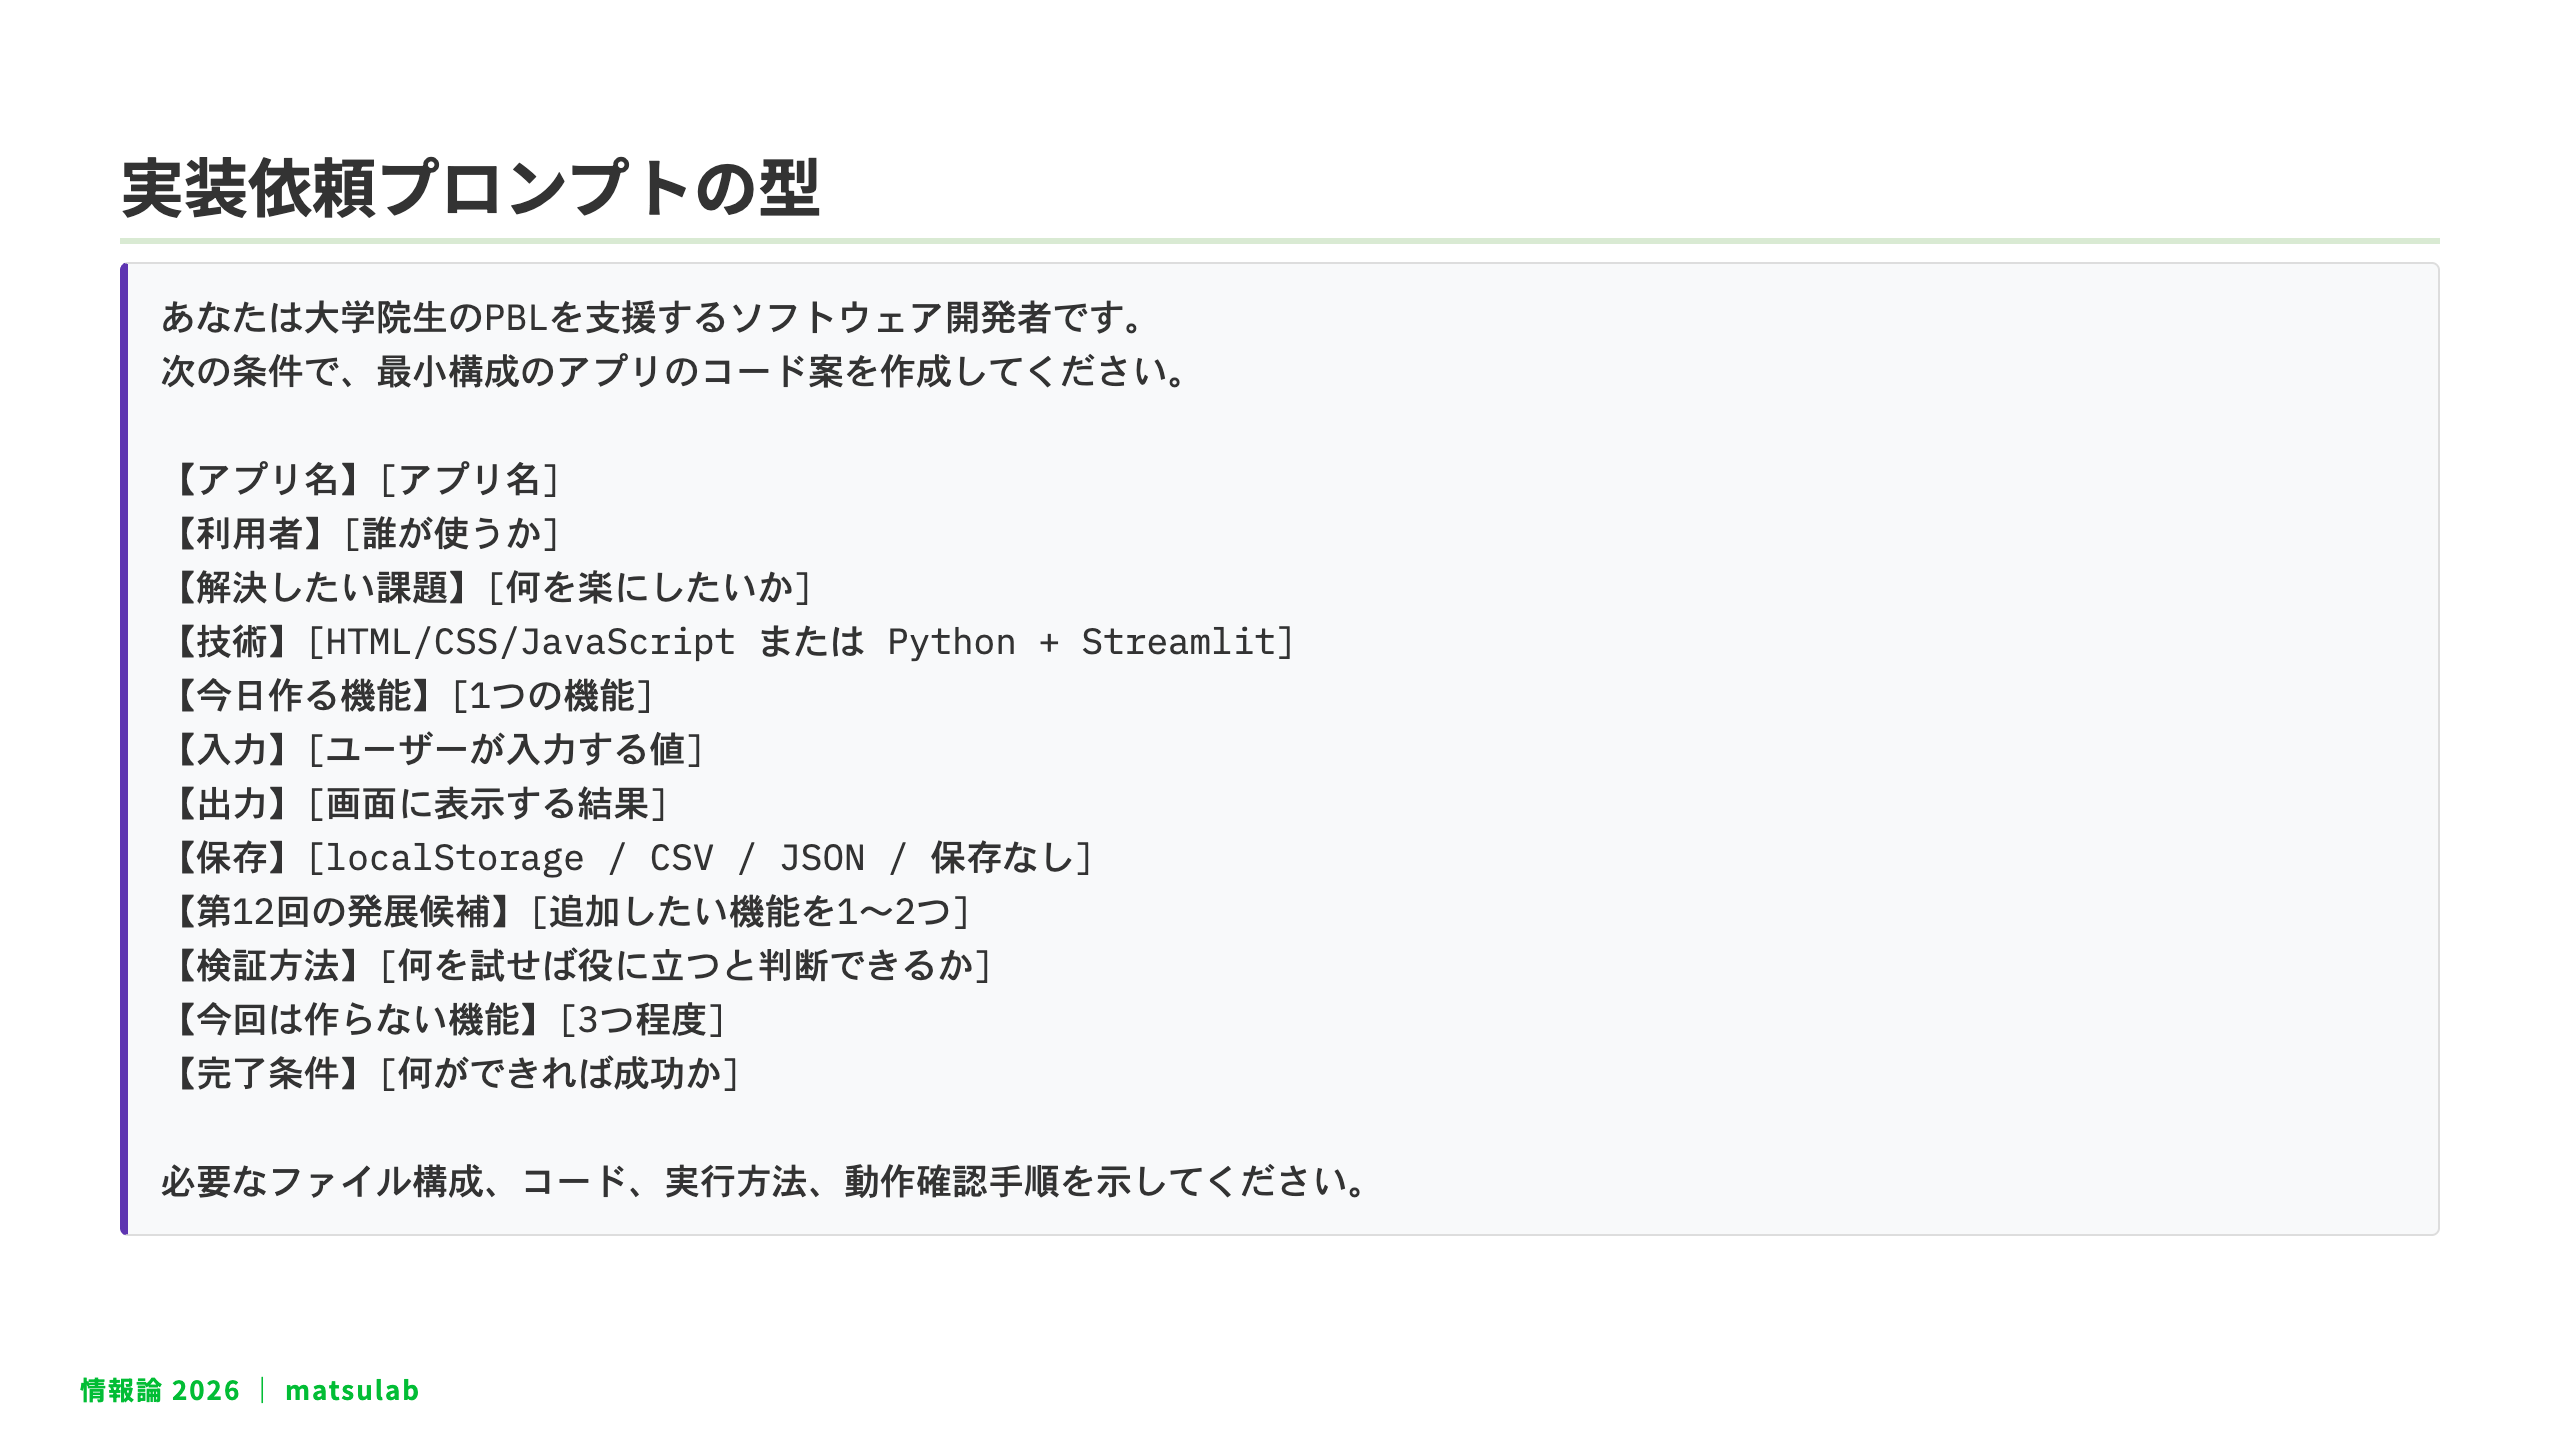 実装依頼プロンプトの型
あなたは大学院生のPBLを支援するソフトウェア開発者です。
次の条件で、最小構成のアプリのコード案を作成してください。
【アプリ名】[アプリ名]
【利用者】[誰が使うか]
【解決したい課題】[何を楽にしたいか]
【技術】[HTML/CSS/JavaScript または Python + Streamlit]
【今日作る機能】[1つの機能]
【入力】[ユーザーが入力する値]
【出力】[画面に表示する結果]
【保存】[localStorage / CSV / JSON / 保存なし]
【第12回の発展候補】[追加したい機能を1〜2つ]
【検証方法】[何を試せば役に立つと判断できるか]
【今回は作らない機能】[3つ程度]
【完了条件】[何ができれば成功か]
必要なファイル構成、コード、実行方法、動作確認手順を示してください。
情報論 2026 ｜ matsulab